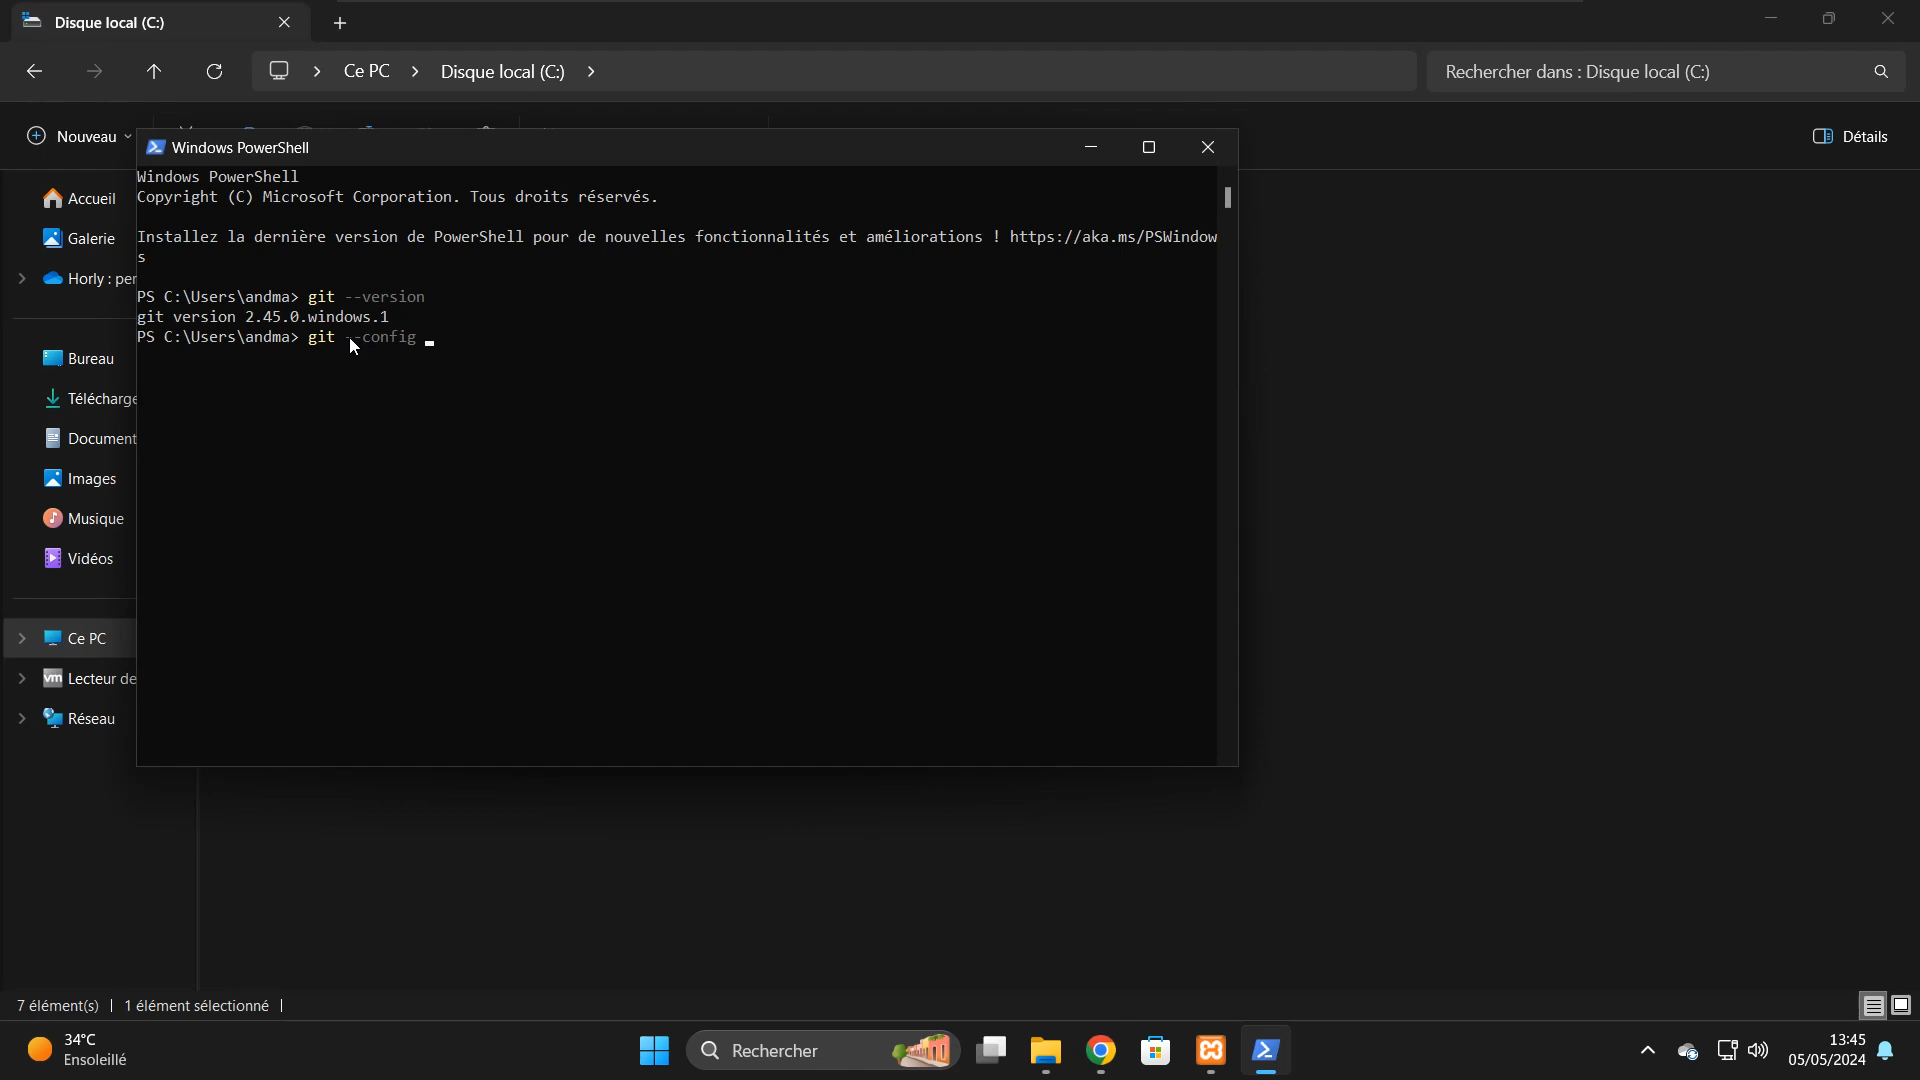 Disque local (C:)
Ce PC
Disque local (C:)
Rechercher dans : Disque local (C:)
Nouveau
Détails
Windows PowerShell
Windows PowerShell
Copyright (C) Microsoft Corporation. Tous droits réservés.
Installez la dernière version de PowerShell pour de nouvelles fonctionnalités et améliorations ! https://aka.ms/PSWindow
s
PS C:\Users\andma> git --version
git version 2.45.0.windows.1
PS C:\Users\andma> git --config
Accueil
Galerie
Horly : per
Bureau
Télécharge
Document
Images
Musique
Vidéos
Ce PC
Lecteur de
Réseau
7 élément(s)
1 élément sélectionné
34°C
Ensoleillé
Rechercher
13:45
05/05/2024